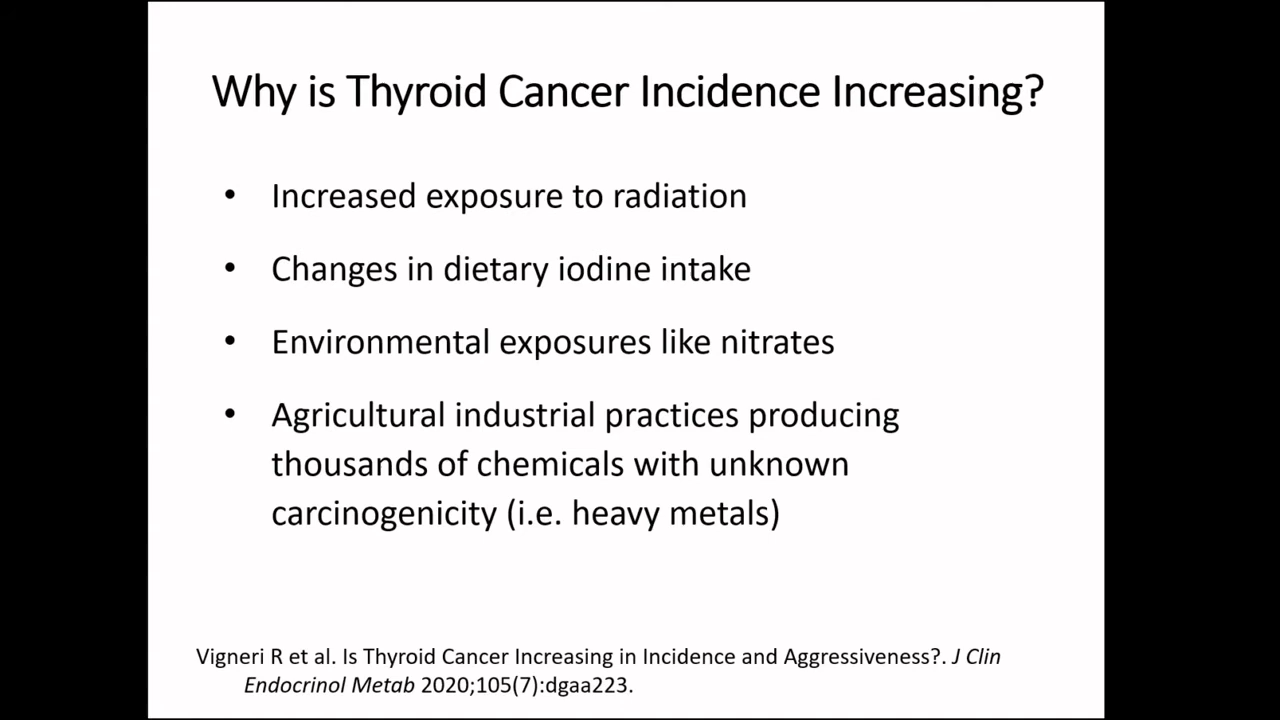 Why is Thyroid Cancer Incidence Increasing?
• Increased exposure to radiation
• Changes in dietary iodine intake
• Environmental exposures like nitrates
• Agricultural industrial practices producing
thousands of chemicals with unknown
carcinogenicity (i.e. heavy metals)
Vigneri R et al. Is Thyroid Cancer Increasing in Incidence and Aggressiveness?. J Clin
Endocrinol Metab 2020;105(7):dgaa223.